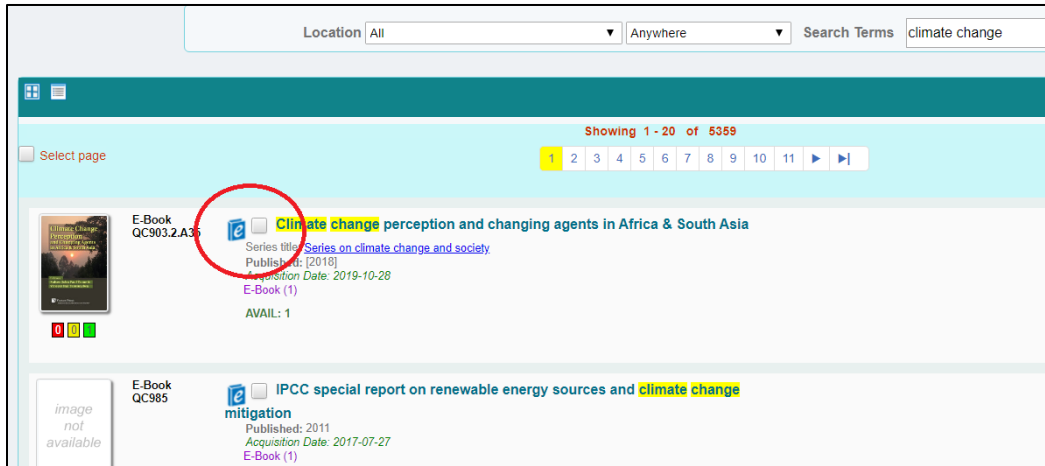 Location All Anywhere Search Terms climate change
Showing 1 - 20 of 5359
Select page
1 2 3 4 5 6 7 8 9 10 11
E-Book
QC903.2.A35
Climate Change
Perception
Climate change perception and changing agents in Africa & South Asia
Series title: Series on climate change and society
Published: [2018]
Acquisition Date: 2019-10-28
E-Book (1)
AVAIL: 1
0 0 1
E-Book
QC985
image
not
available
IPCC special report on renewable energy sources and climate change
mitigation
Published: 2011
Acquisition Date: 2017-07-27
E-Book (1)